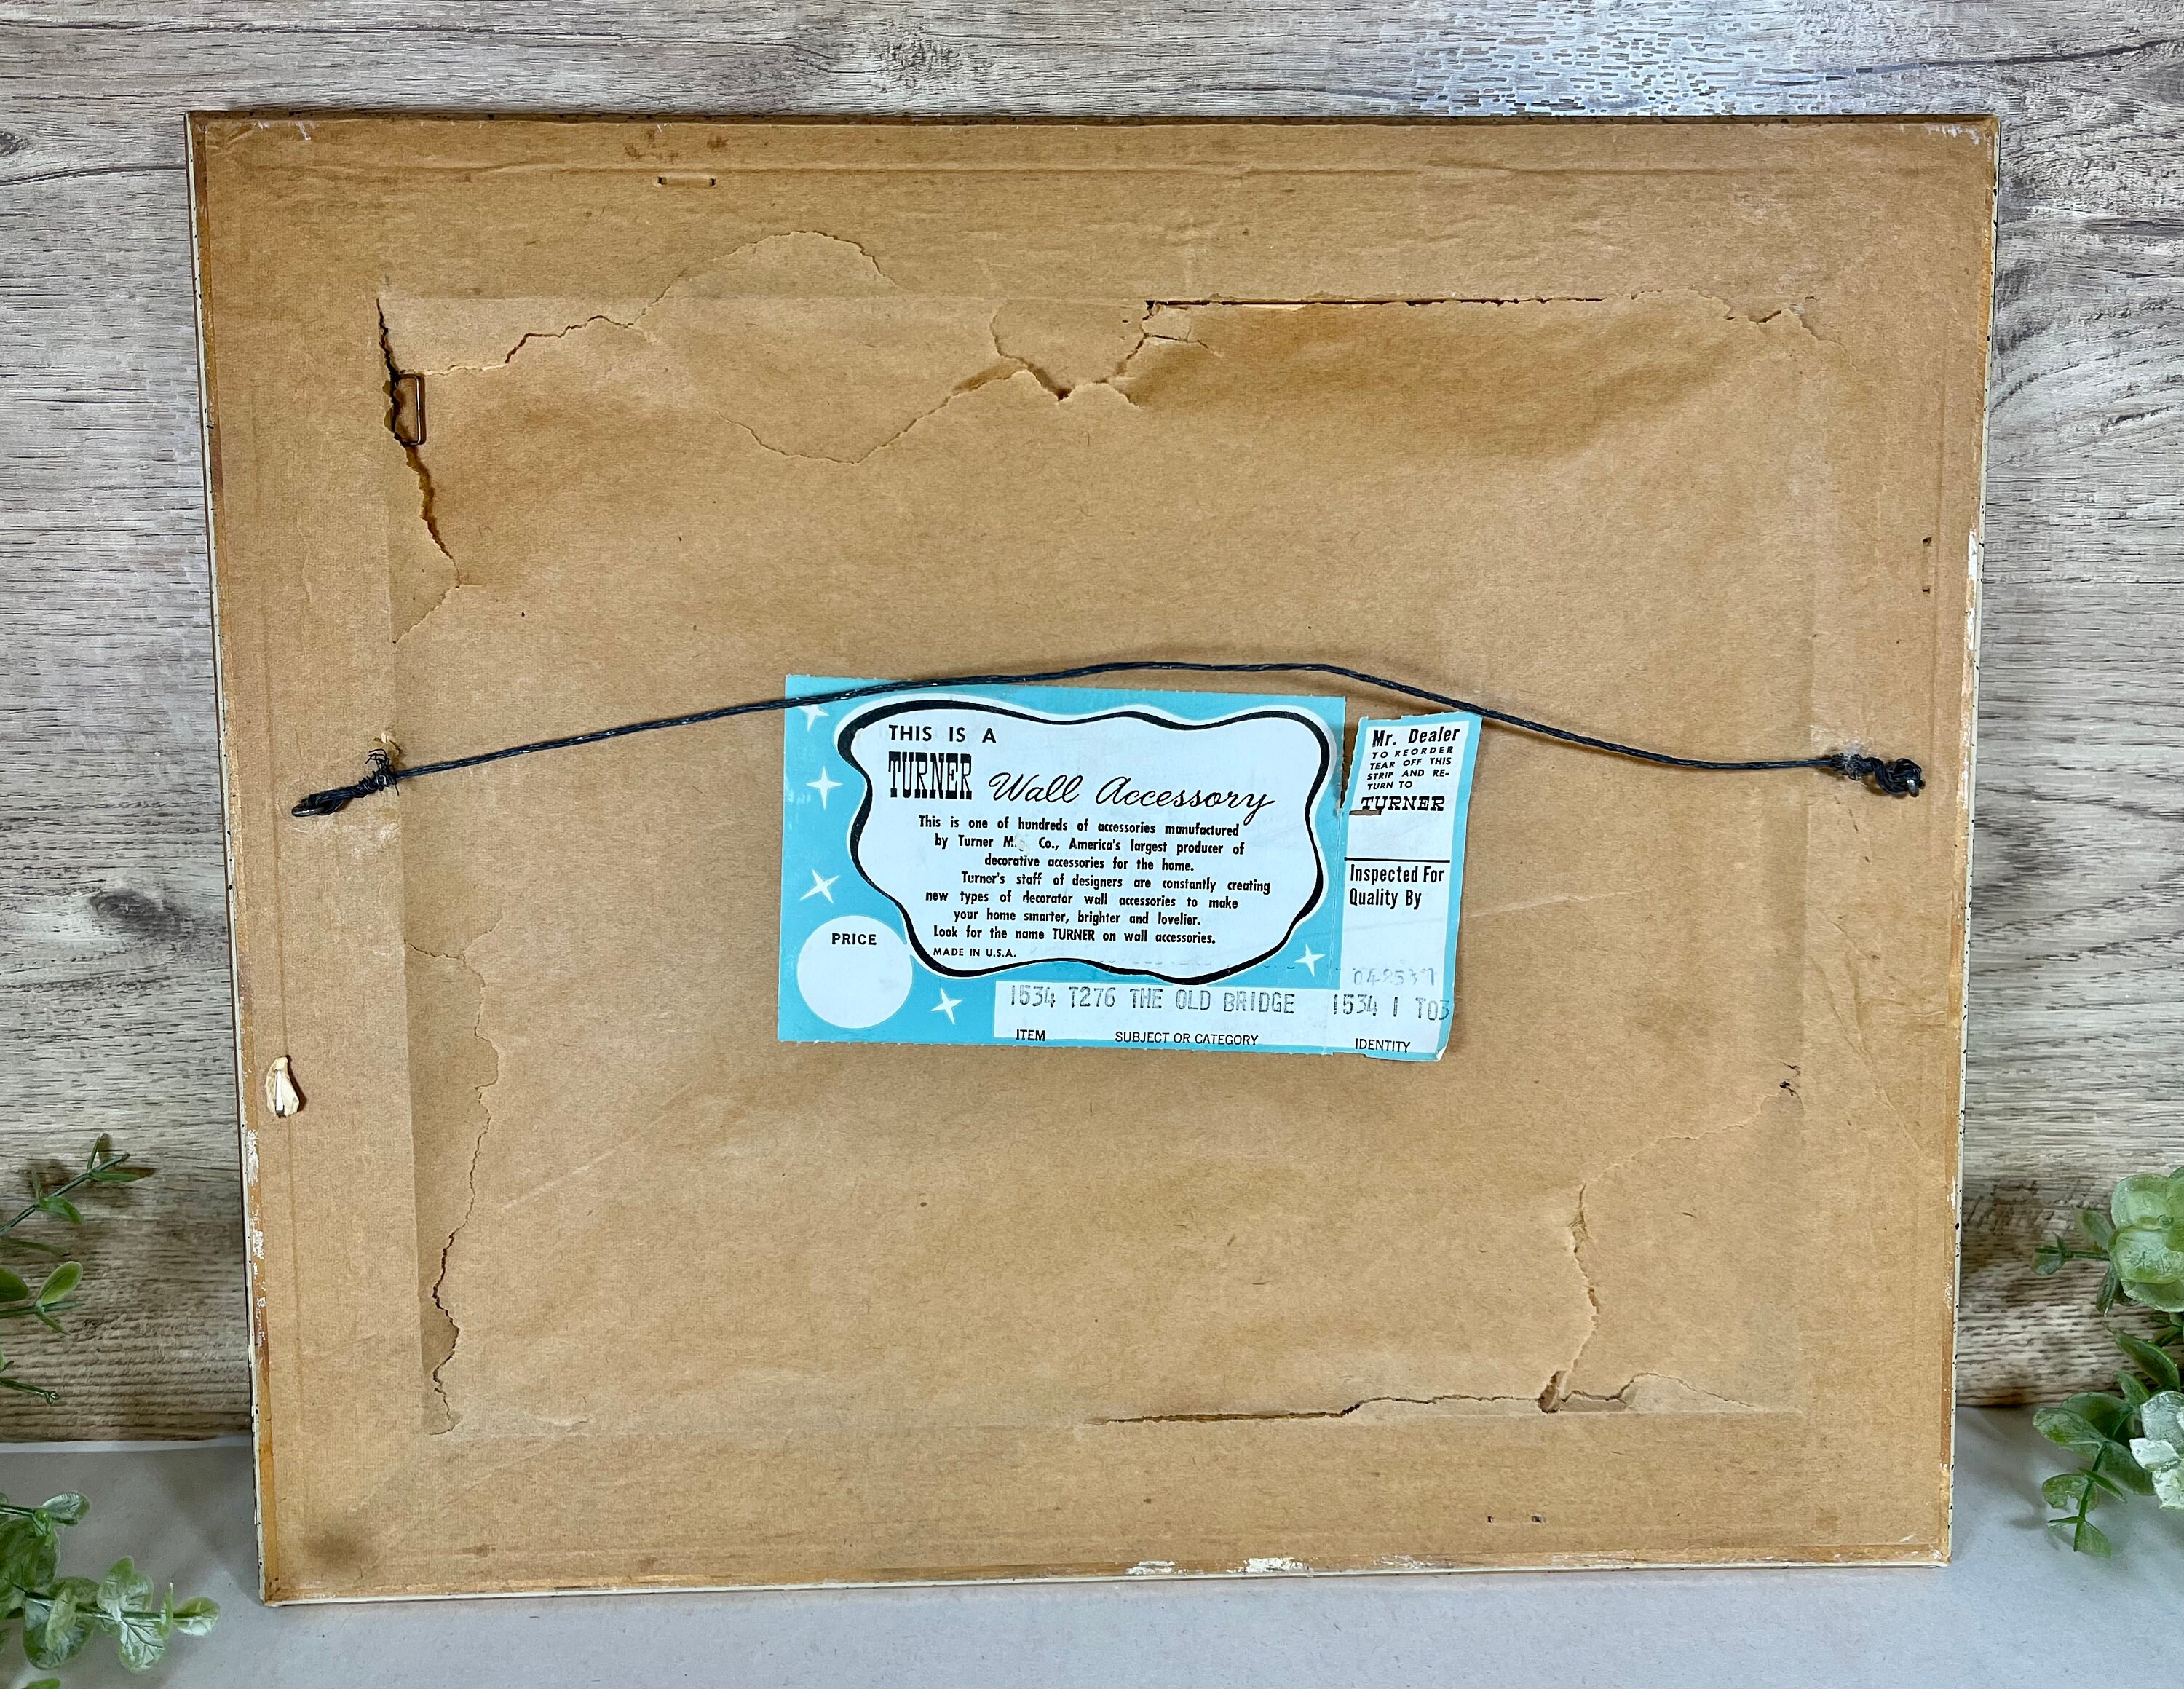 THIS IS A
TURNER Wall Accessory
This is one of hundreds of accessories manufactured
by Turner Mfg Co., America's largest producer of
decorative accessories for the home.
Turner's staff of designers are constantly creating
new types of decorator wall accessories to make
your home smarter, brighter and lovelier.
Look for the name TURNER on wall accessories.
MADE IN U.S.A.
PRICE
1534 T276 THE OLD BRIDGE
ITEM SUBJECT OR CATEGORY
Mr. Dealer
TO REORDER
TEAR OFF THIS
STRIP AND RE-
TURN TO
TURNER
Inspected For
Quality By
1534 1 T03
IDENTITY